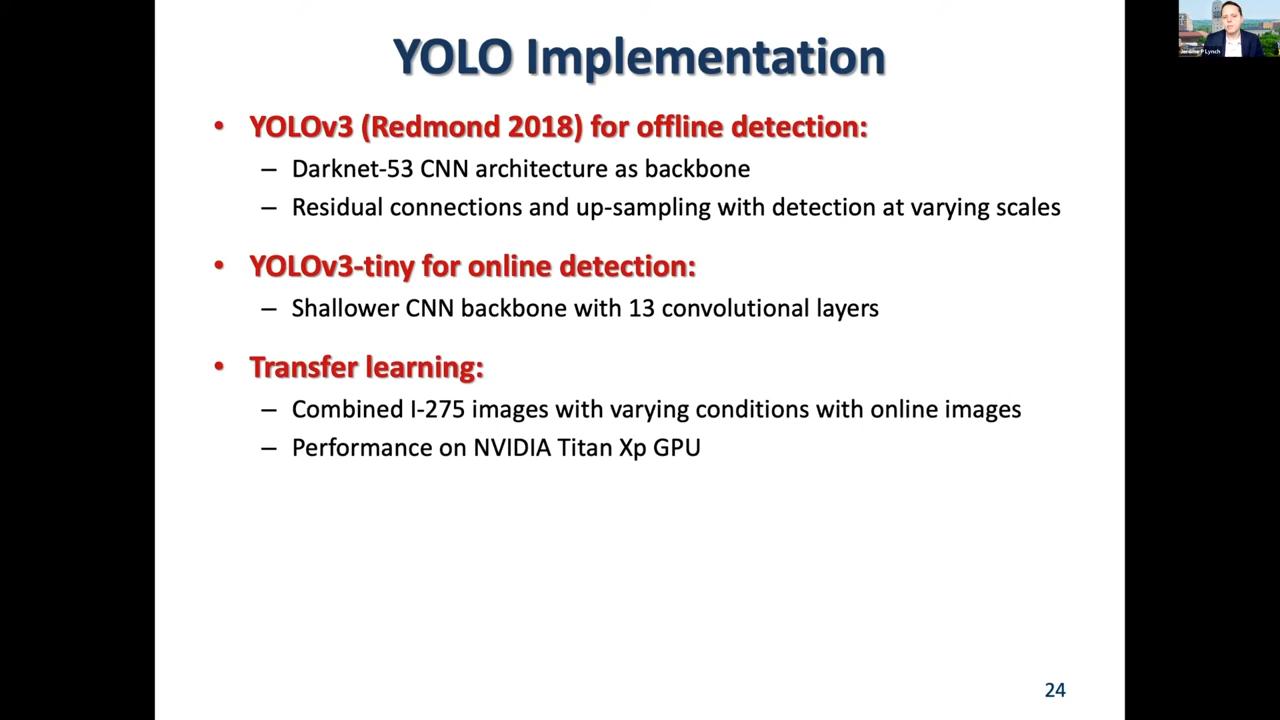 YOLO Implementation
• YOLOv3 (Redmond 2018) for offline detection:
– Darknet-53 CNN architecture as backbone
– Residual connections and up-sampling with detection at varying scales
• YOLOv3-tiny for online detection:
– Shallower CNN backbone with 13 convolutional layers
• Transfer learning:
– Combined I-275 images with varying conditions with online images
– Performance on NVIDIA Titan Xp GPU
24
Jerome P Lynch